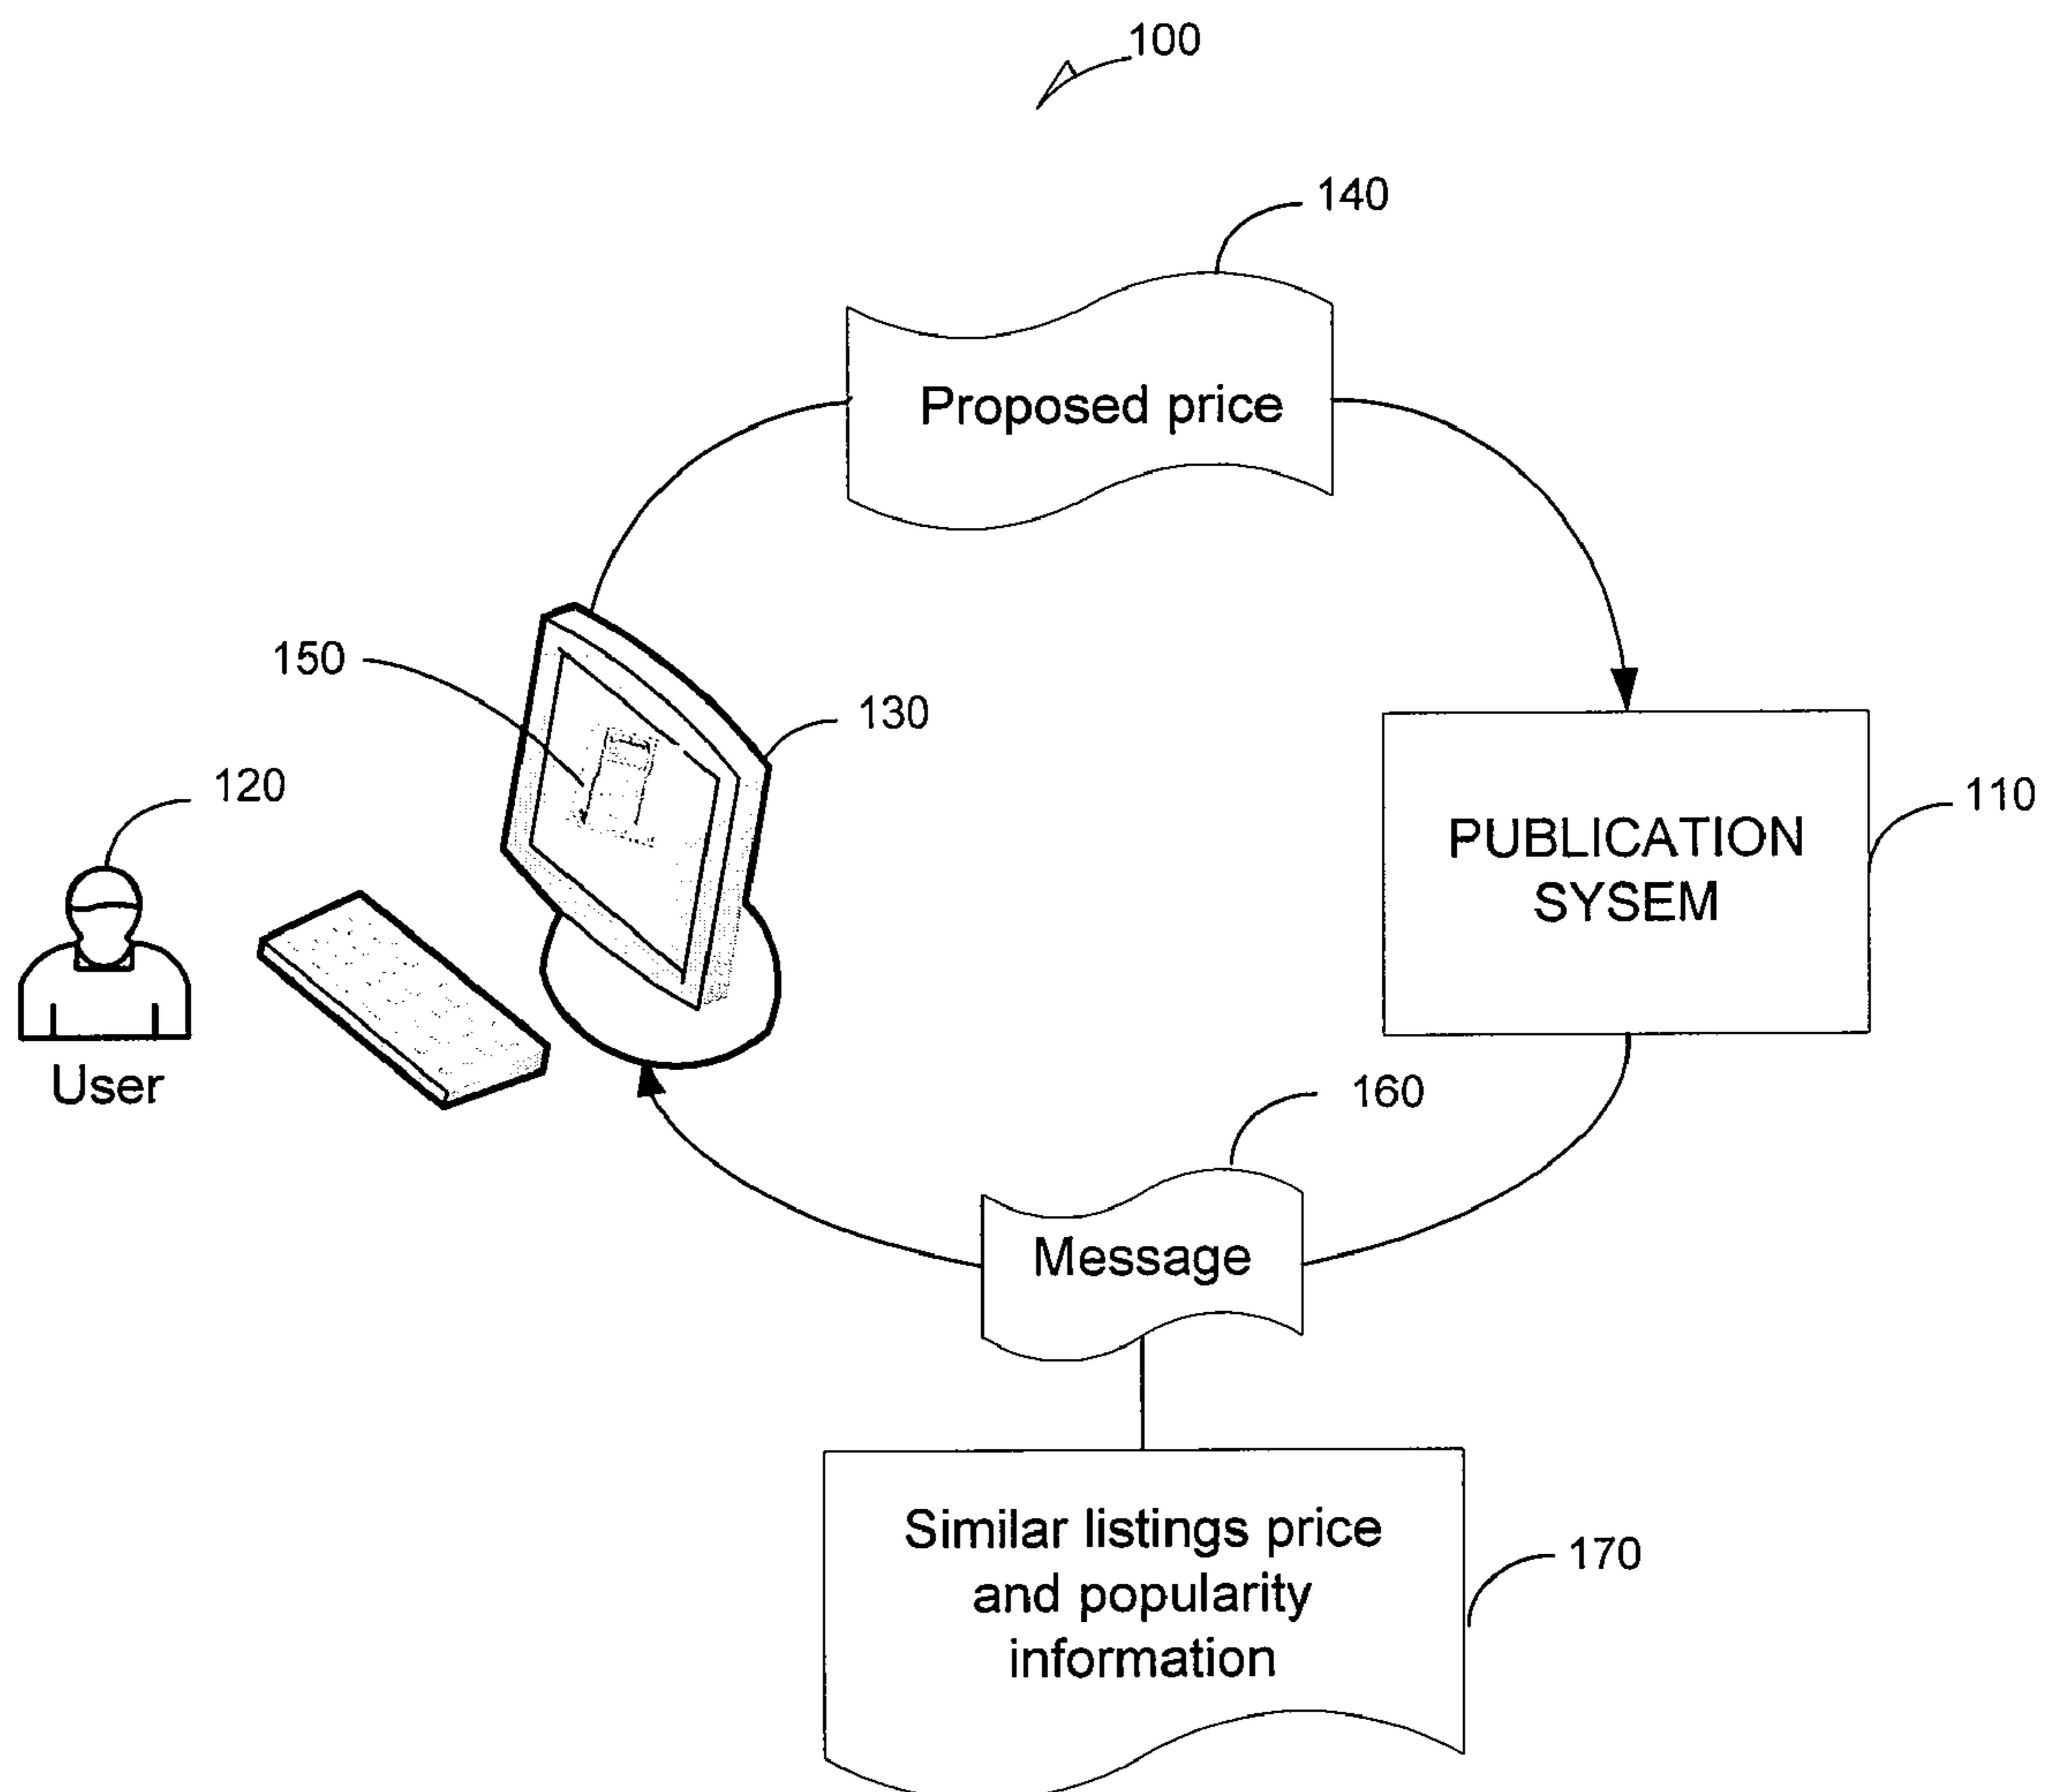 100
140
Proposed price
150
130
120
110
PUBLICATION
SYSEM
User
160
Message
Similar listings price
and popularity
information
170